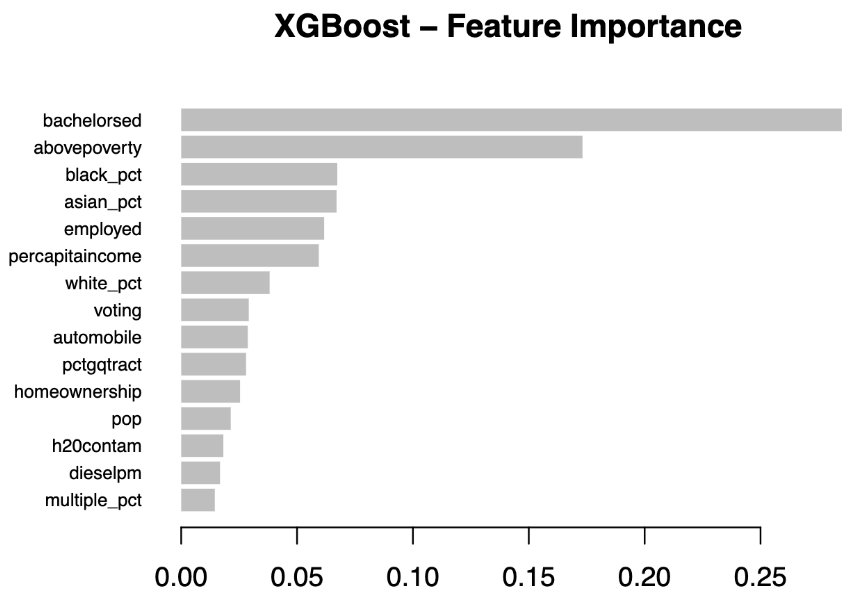 XGBoost – Feature Importance
bachelorsed
abovepoverty
black_pct
asian_pct
employed
percapitaincome
white_pct
voting
automobile
pctgqtract
homeownership
pop
h20contam
dieselpm
multiple_pct
0.00 0.05 0.10 0.15 0.20 0.25